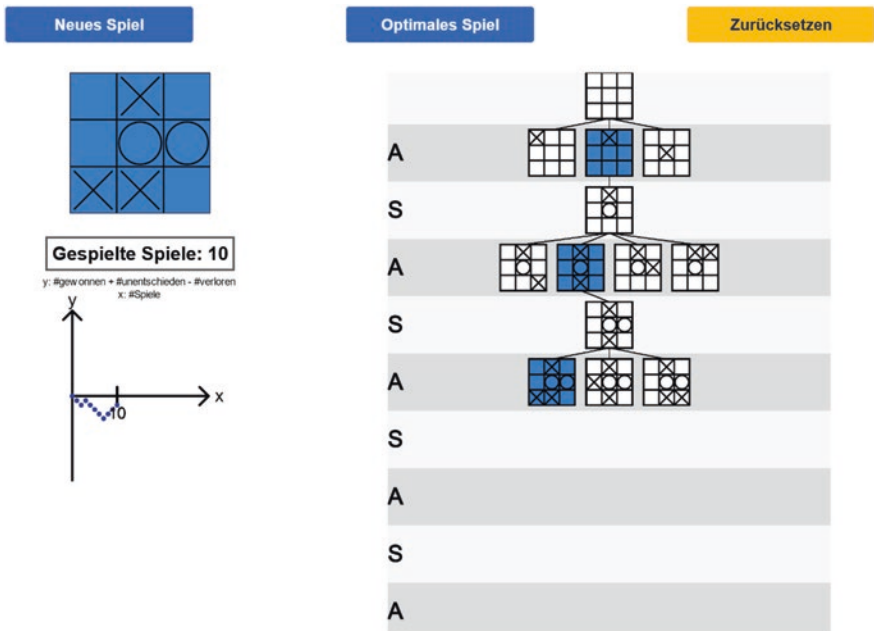 Neues Spiel
Optimales Spiel
Zurücksetzen
Gespielte Spiele: 10
y: #gewonnen + #unentschieden - #verloren
x: #Spiele
y
x
10
A
S
A
S
A
S
A
S
A